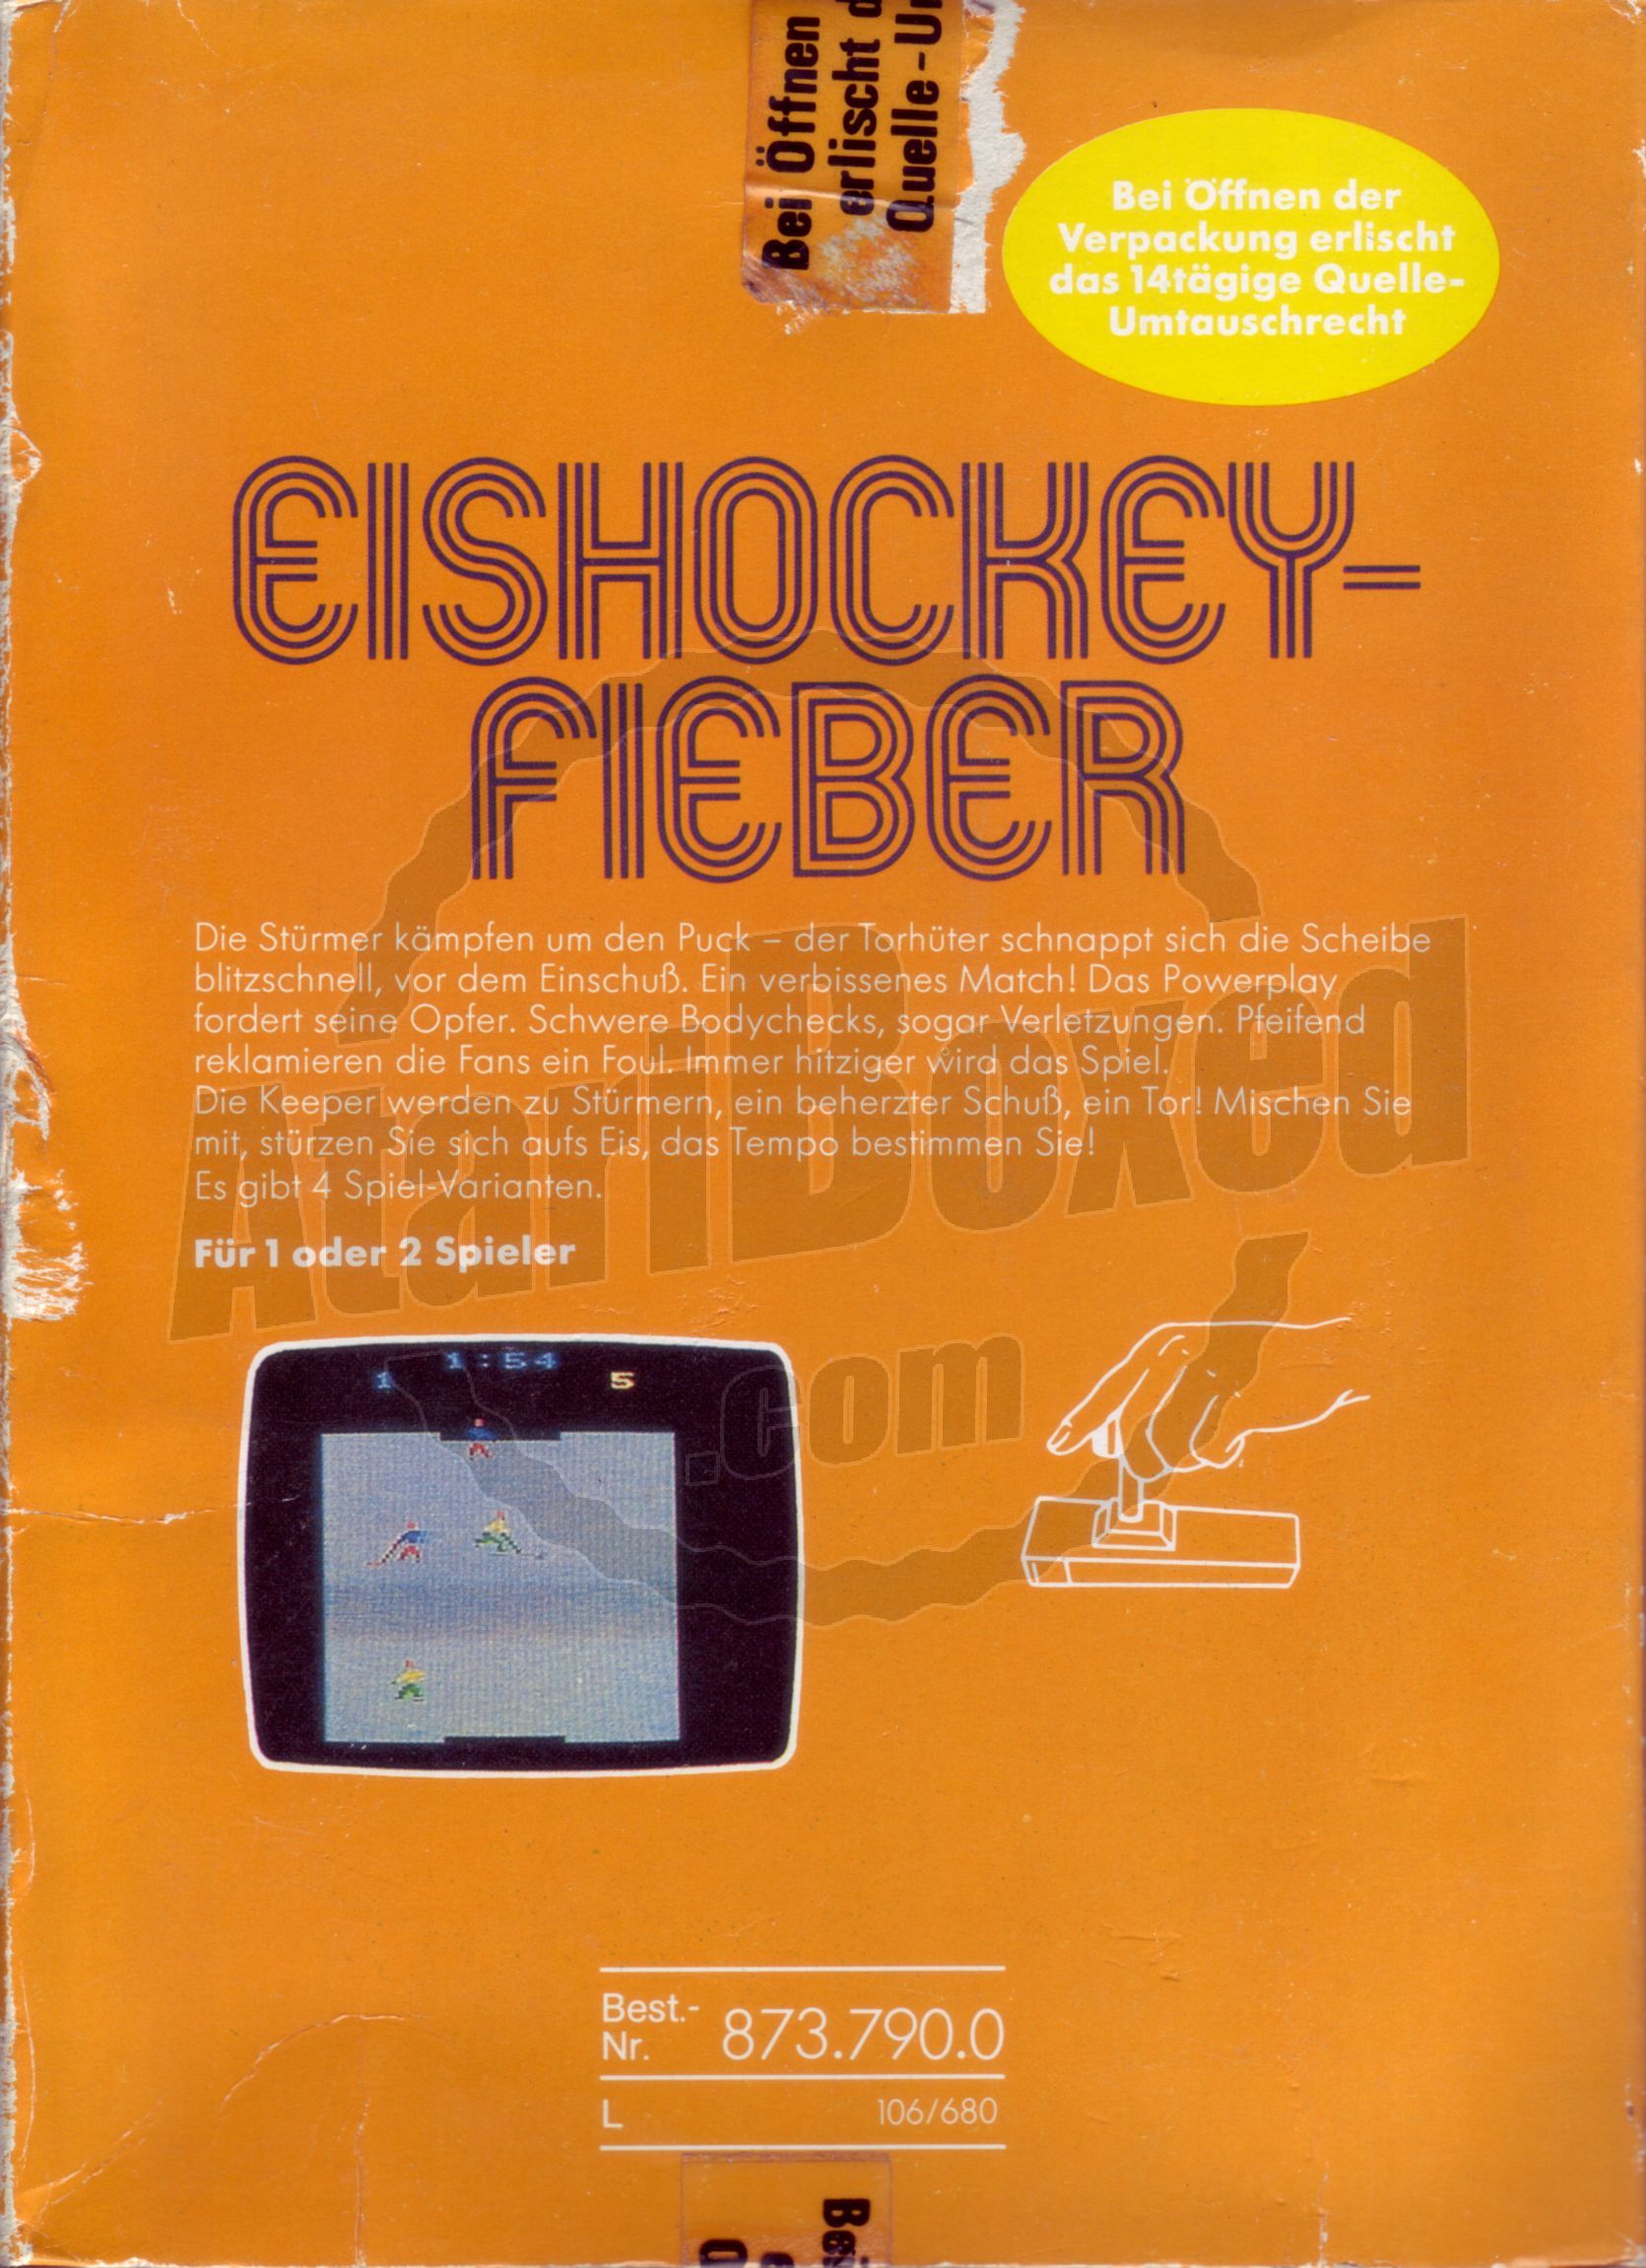 Bei Öffnen
erlischt
Quelle-
Bei Öffnen der
Verpackung erlischt
das 14tägige Quelle-
Umtauschrecht
EISHOCKEY-
FIEBER
Die Stürmer kämpfen um den Puck – der Torhüter schnappt sich die Scheibe
blitzschnell, vor dem Einschuß. Ein verbissenes Match! Das Powerplay
fordert seine Opfer. Schwere Bodychecks, sogar Verletzungen. Pfeifend
reklamieren die Fans ein Foul. Immer hitziger wird das Spiel.
Die Keeper werden zu Stürmern, ein beherzter Schuß, ein Tor! Mischen Sie
mit, stürzen Sie sich aufs Eis, das Tempo bestimmen Sie!
Es gibt 4 Spiel-Varianten.
Für 1 oder 2 Spieler
AtariBoxed
.com
1:54
1 5
Best.-
Nr. 873.790.0
L 106/680